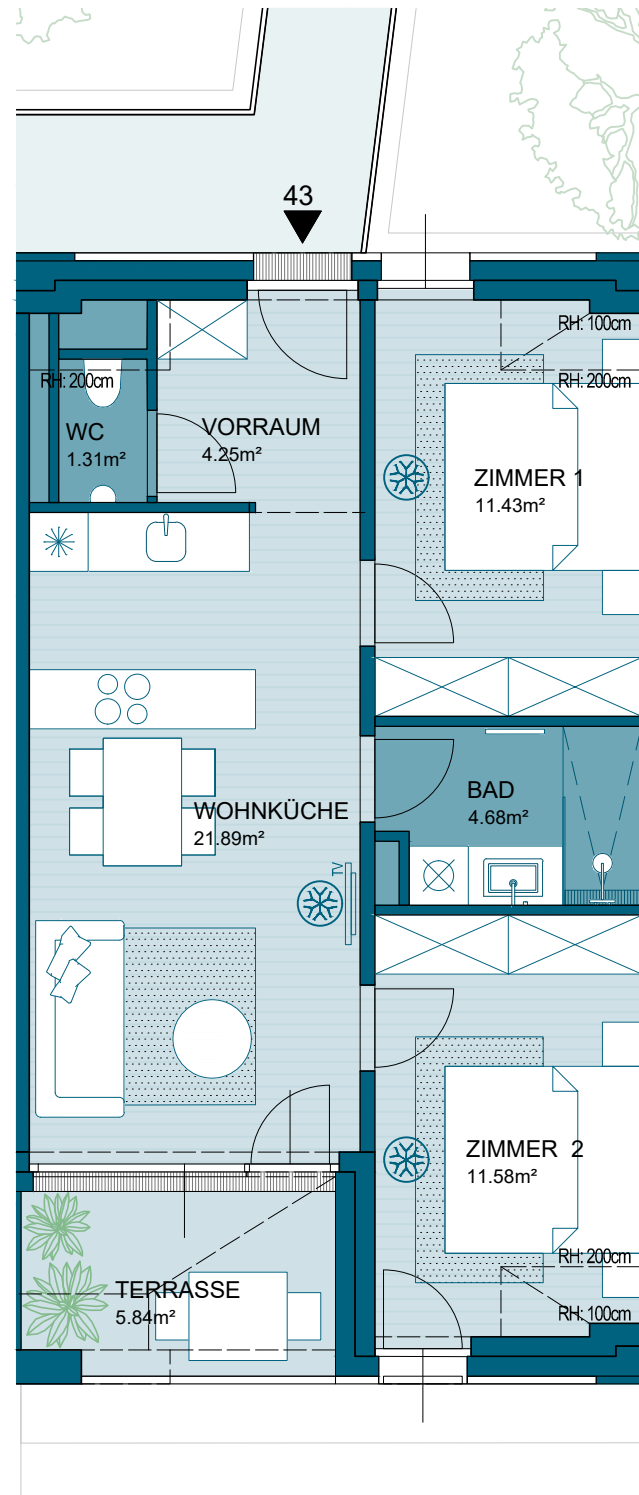 43
RH: 100cm
RH: 200cm
RH: 200cm
WC
1.31m²
VORRAUM
4.25m²
ZIMMER 1
11.43m²
BAD
4.68m²
WOHNKÜCHE
21.89m²
TV
ZIMMER 2
11.58m²
RH: 200cm
RH: 100cm
TERRASSE
5.84m²